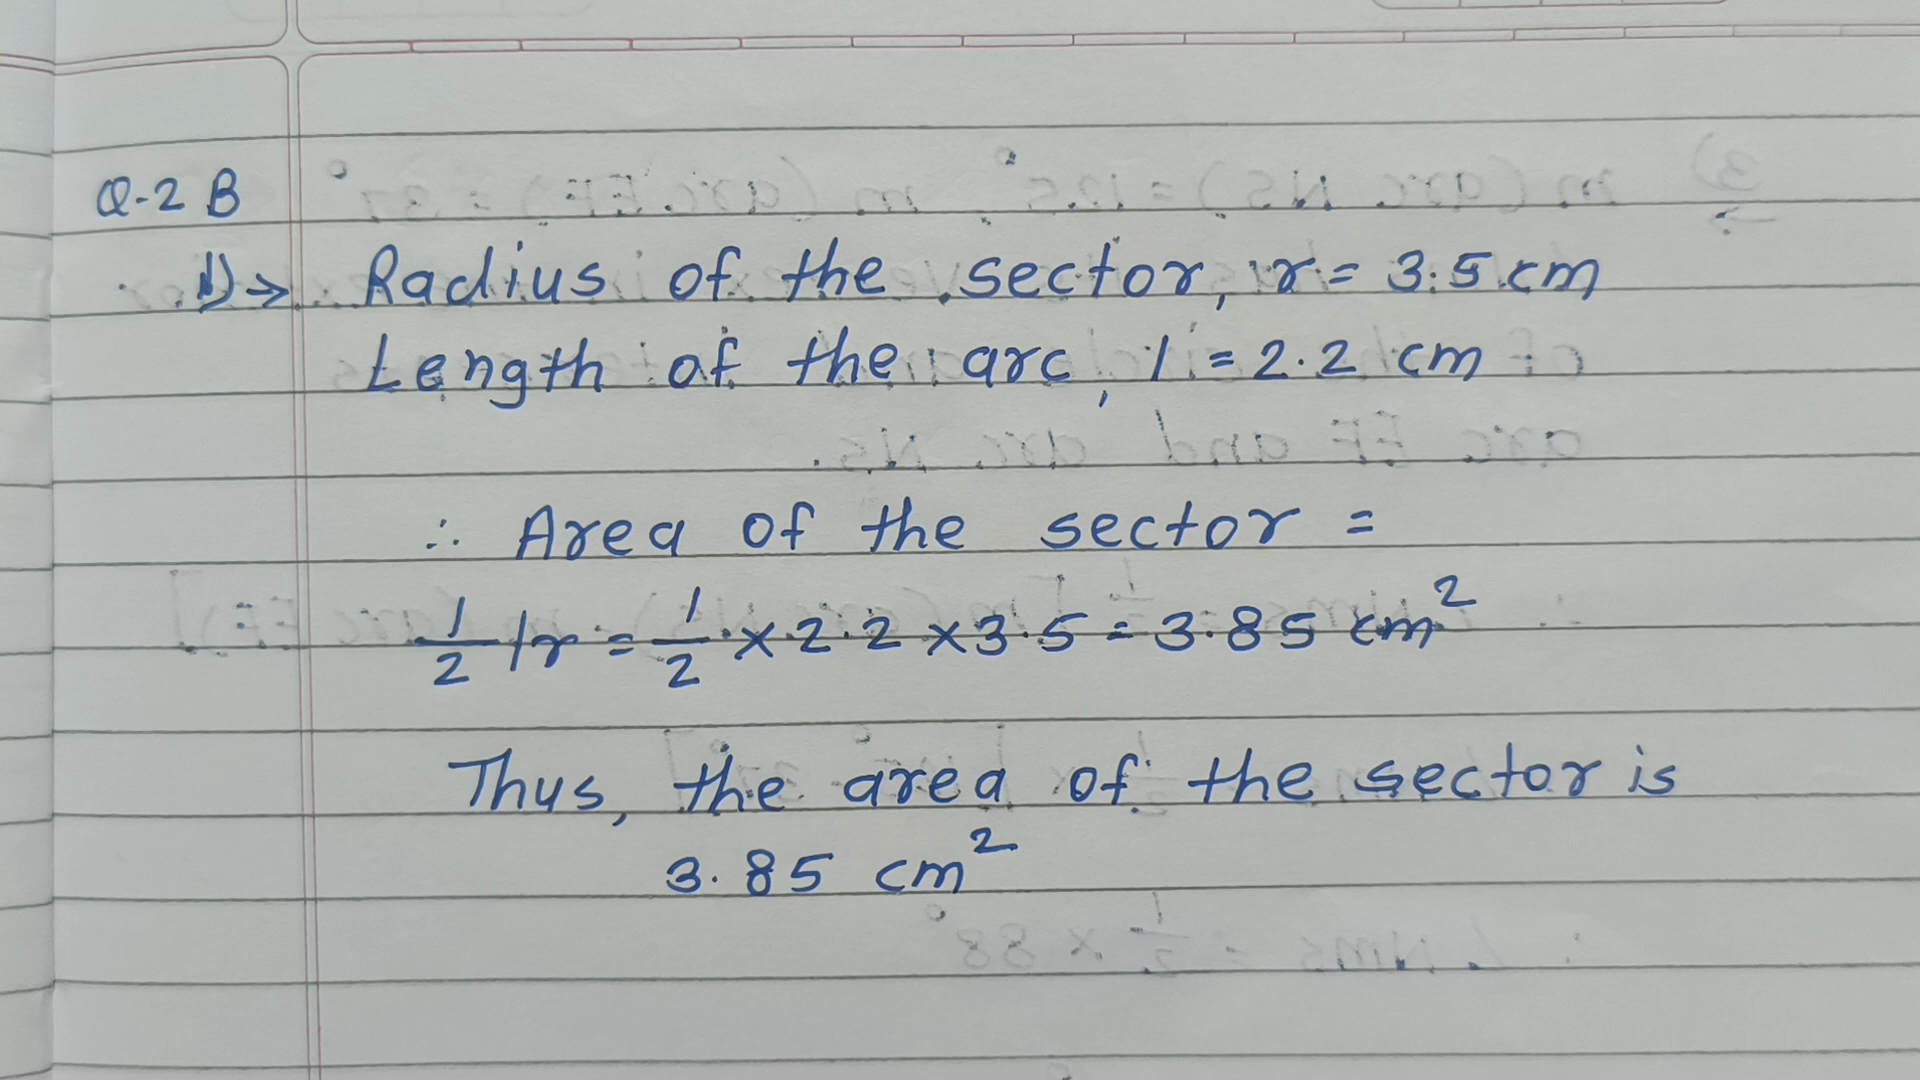 Q-2 B
1)→ Radius of the sector, r = 3.5 cm
Length of the arc, l = 2.2 cm
∴ Area of the sector =
1/2 lr = 1/2 × 2.2 × 3.5 = 3.85 cm²
Thus, the area of the sector is
3.85 cm²